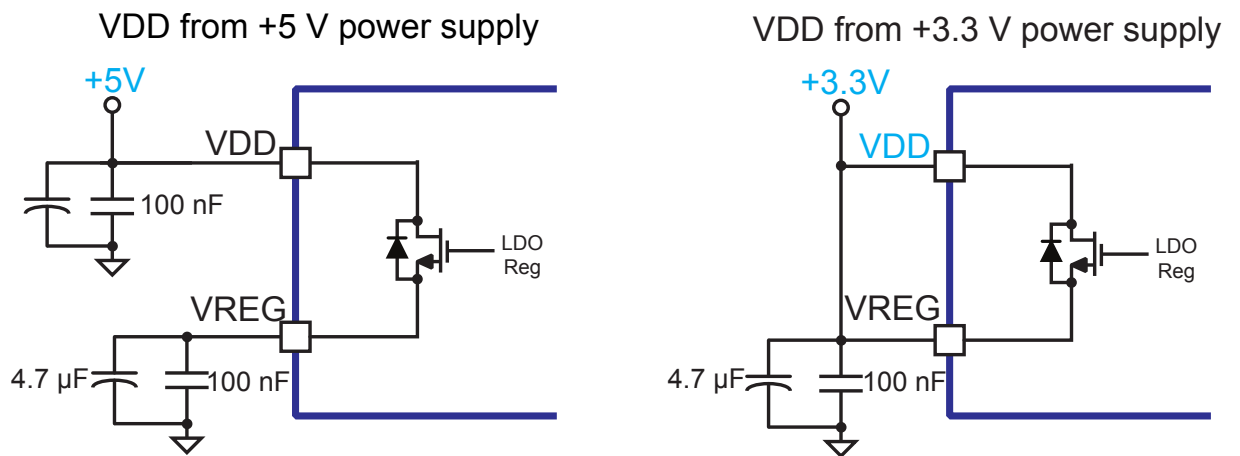 VDD from +5 V power supply
+5V
VDD
100 nF
LDO
Reg
VREG
4.7 µF
100 nF
VDD from +3.3 V power supply
+3.3V
VDD
LDO
Reg
VREG
4.7 µF
100 nF